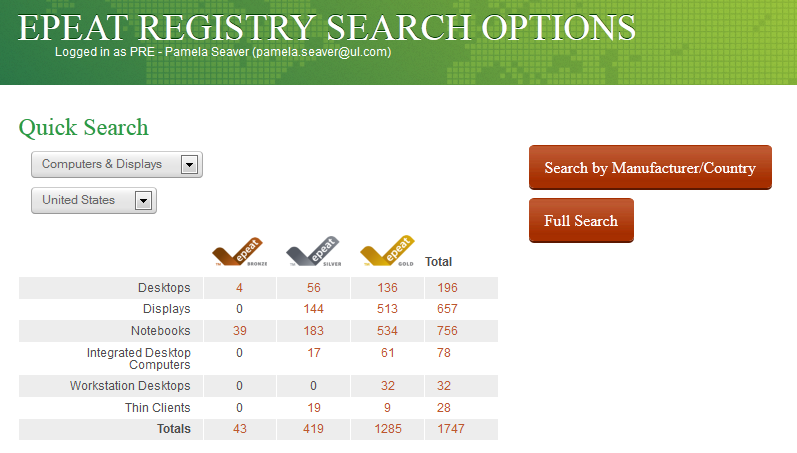 EPEAT REGISTRY SEARCH OPTIONS
Logged in as PRE - Pamela Seaver (pamela.seaver@ul.com)
Quick Search
Computers & Displays
United States
Search by Manufacturer/Country
Full Search
TM epeat BRONZE TM epeat SILVER TM epeat GOLD Total
Desktops 4 56 136 196
Displays 0 144 513 657
Notebooks 39 183 534 756
Integrated Desktop
Computers 0 17 61 78
Workstation Desktops 0 0 32 32
Thin Clients 0 19 9 28
Totals 43 419 1285 1747